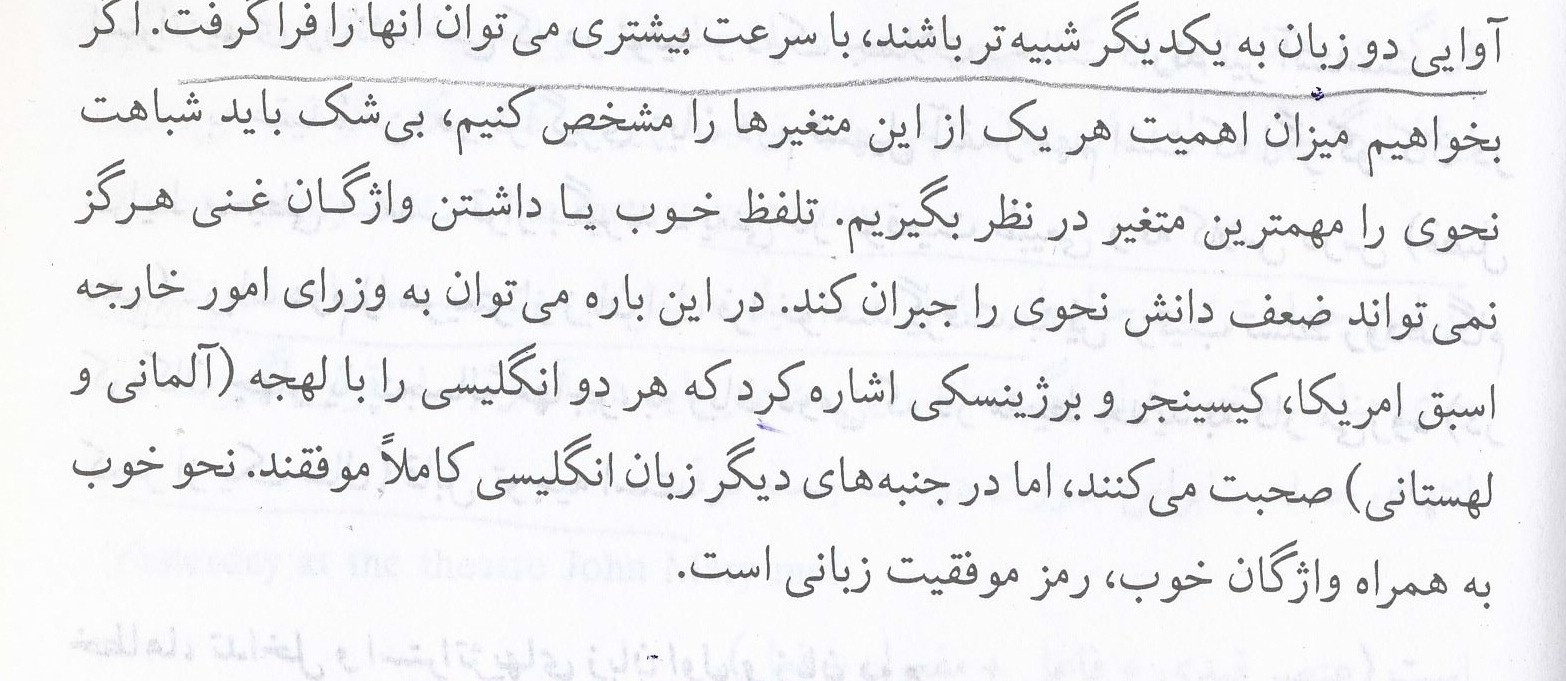 آوایی دو زبان به یکدیگر شبیه‌تر باشند، با سرعت بیشتری می‌توان انها را فرا گرفت. اگر
بخواهیم میزان اهمیت هر یک از این متغیرها را مشخص کنیم، بی‌شک باید شباهت
نحوی را مهمترین متغیر در نظر بگیریم. تلفظ خوب یا داشتن واژگان غنی هرگز
نمی‌تواند ضعف دانش نحوی را جبران کند. در این باره می‌توان به وزرای امور خارجه
اسبق امریکا، کیسینجر و برژینسکی اشاره کرد که هر دو انگلیسی را با لهجه (آلمانی و
لهستانی) صحبت می‌کنند، اما در جنبه‌های دیگر زبان انگلیسی کاملاً موفقند. نحو خوب
به همراه واژگان خوب، رمز موفقیت زبانی است.